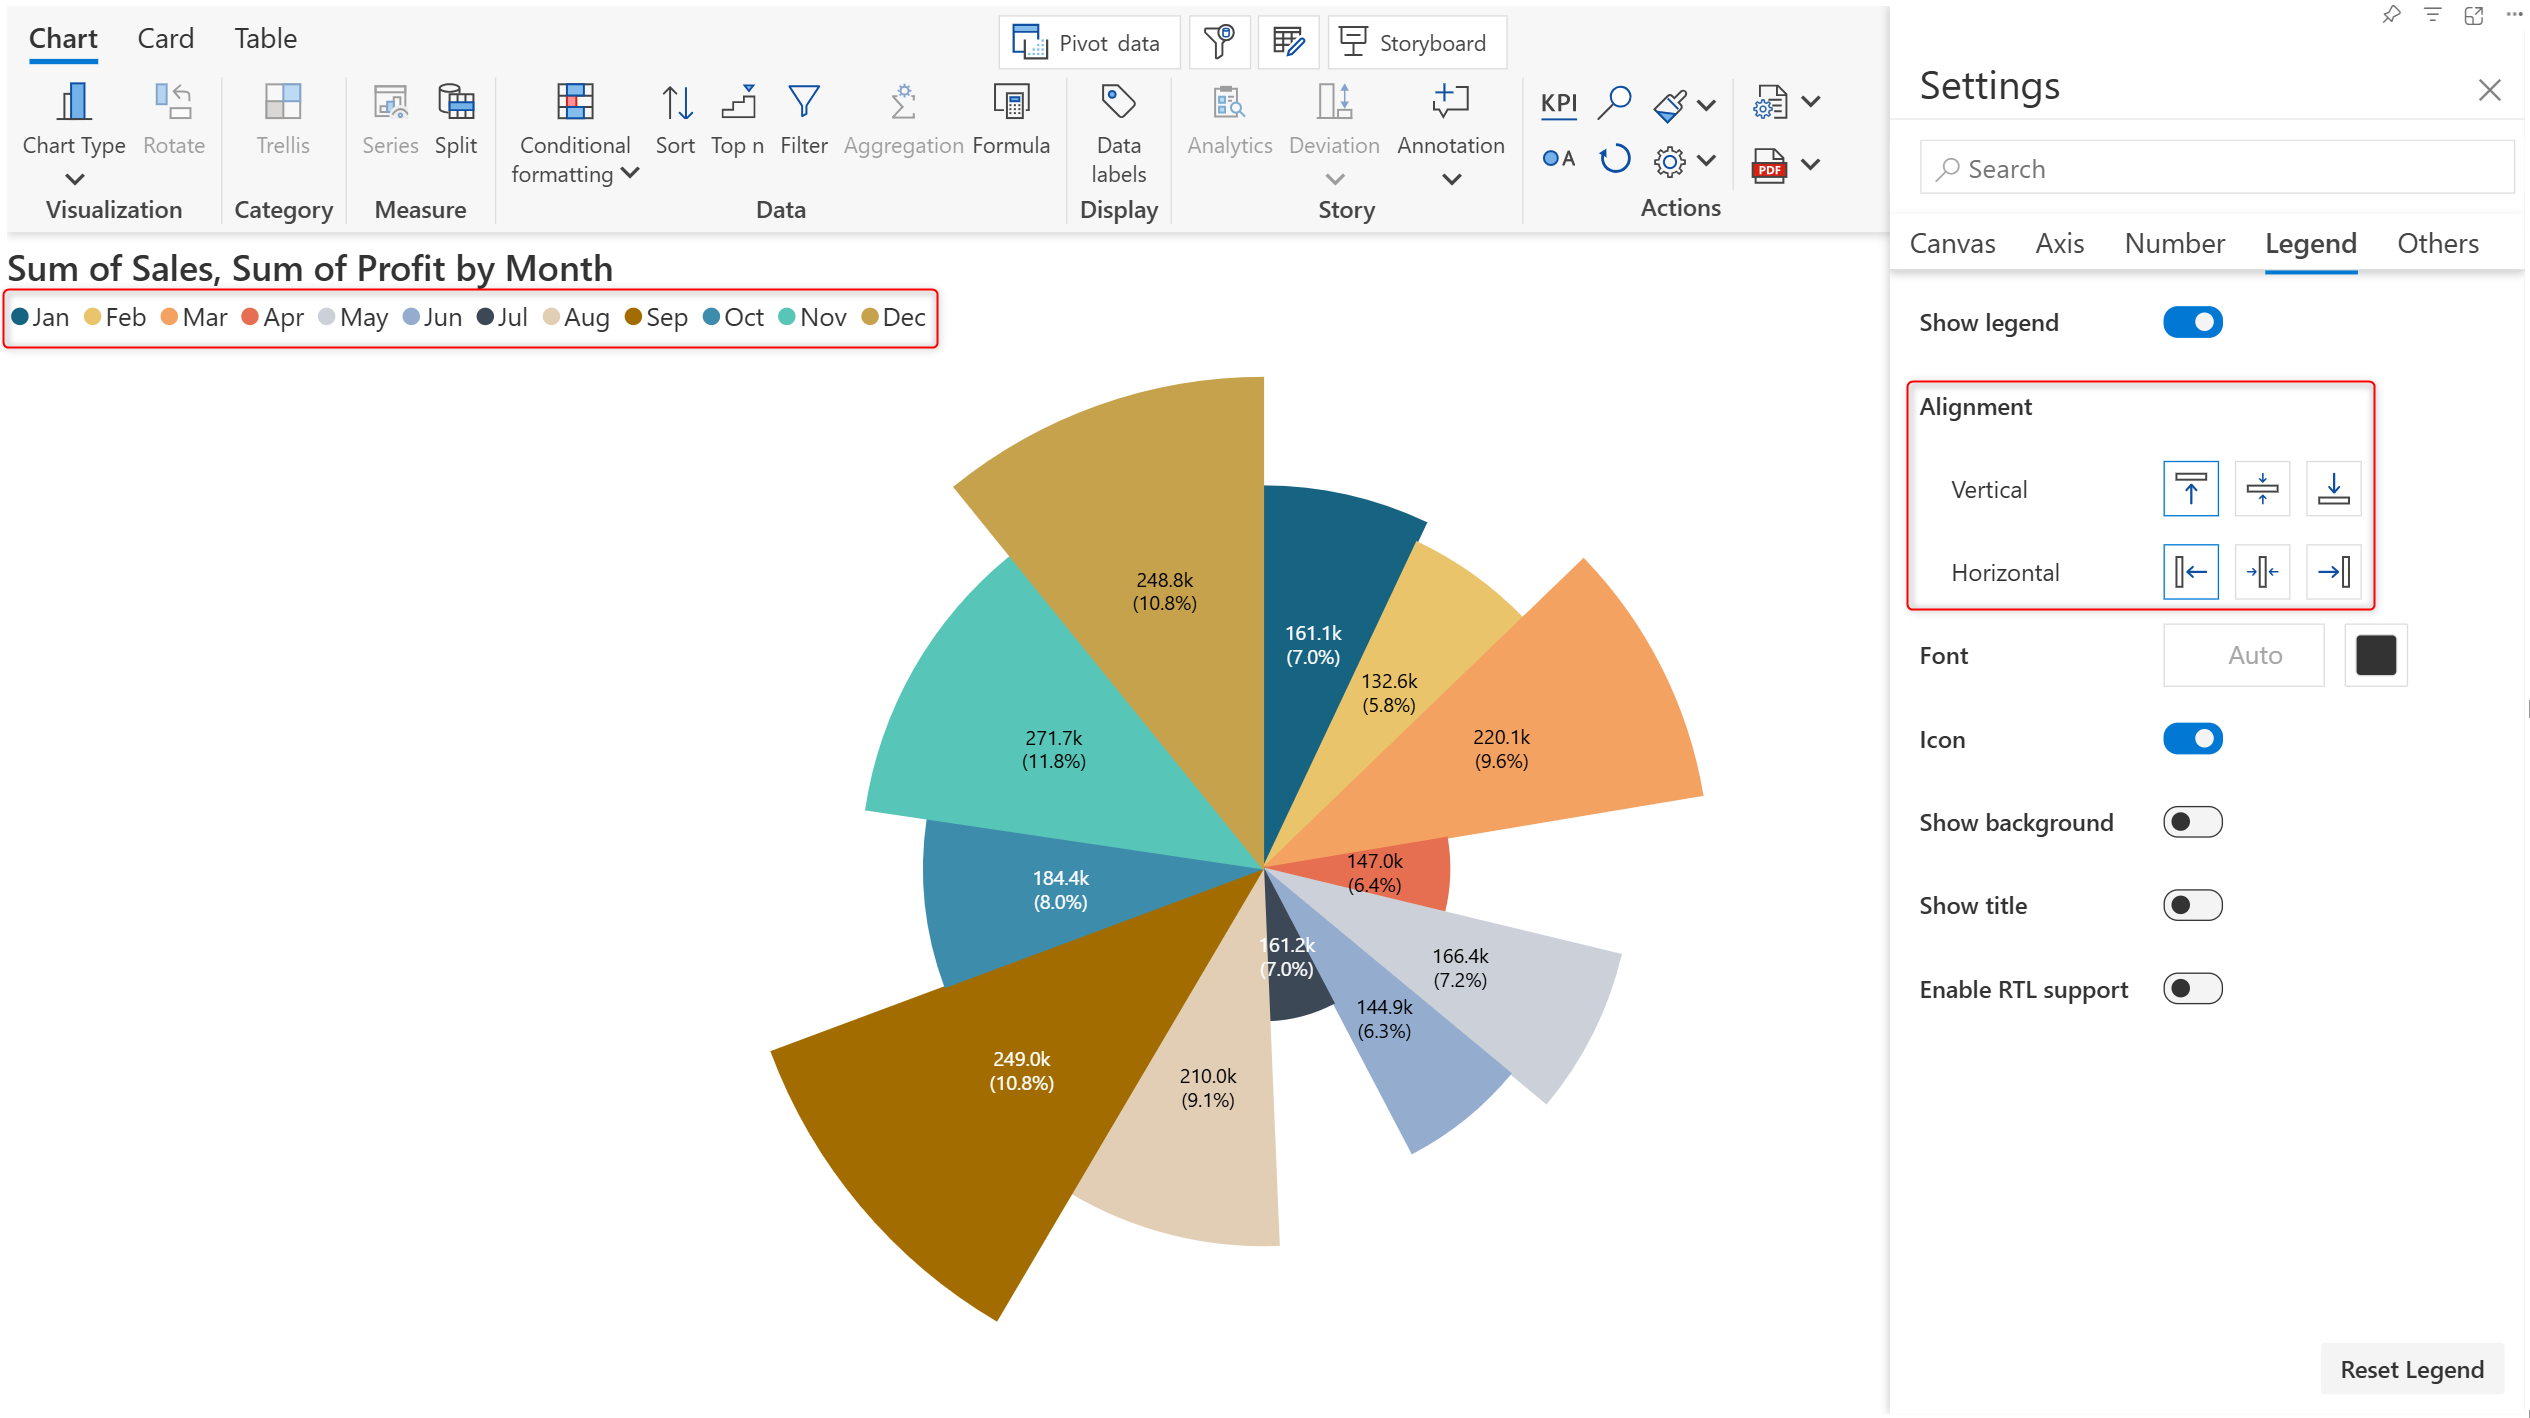 Chart Card Table
Pivot data Storyboard
Chart Type Rotate Trellis Series Split Conditional formatting Sort Top n Filter Aggregation Formula Data labels Analytics Deviation Annotation KPI
A PDF
Visualization Category Measure Data Display Story Actions
Sum of Sales, Sum of Profit by Month
Jan Feb Mar Apr May Jun Jul Aug Sep Oct Nov Dec
248.8k
(10.8%)
161.1k
(7.0%)
132.6k
(5.8%)
220.1k
(9.6%)
271.7k
(11.8%)
147.0k
(6.4%)
184.4k
(8.0%)
161.2k
(7.0%)
166.4k
(7.2%)
144.9k
(6.3%)
249.0k
(10.8%)
210.0k
(9.1%)
Settings
Search
Canvas Axis Number Legend Others
Show legend
Alignment
Vertical
Horizontal
Font Auto
Icon
Show background
Show title
Enable RTL support
Reset Legend